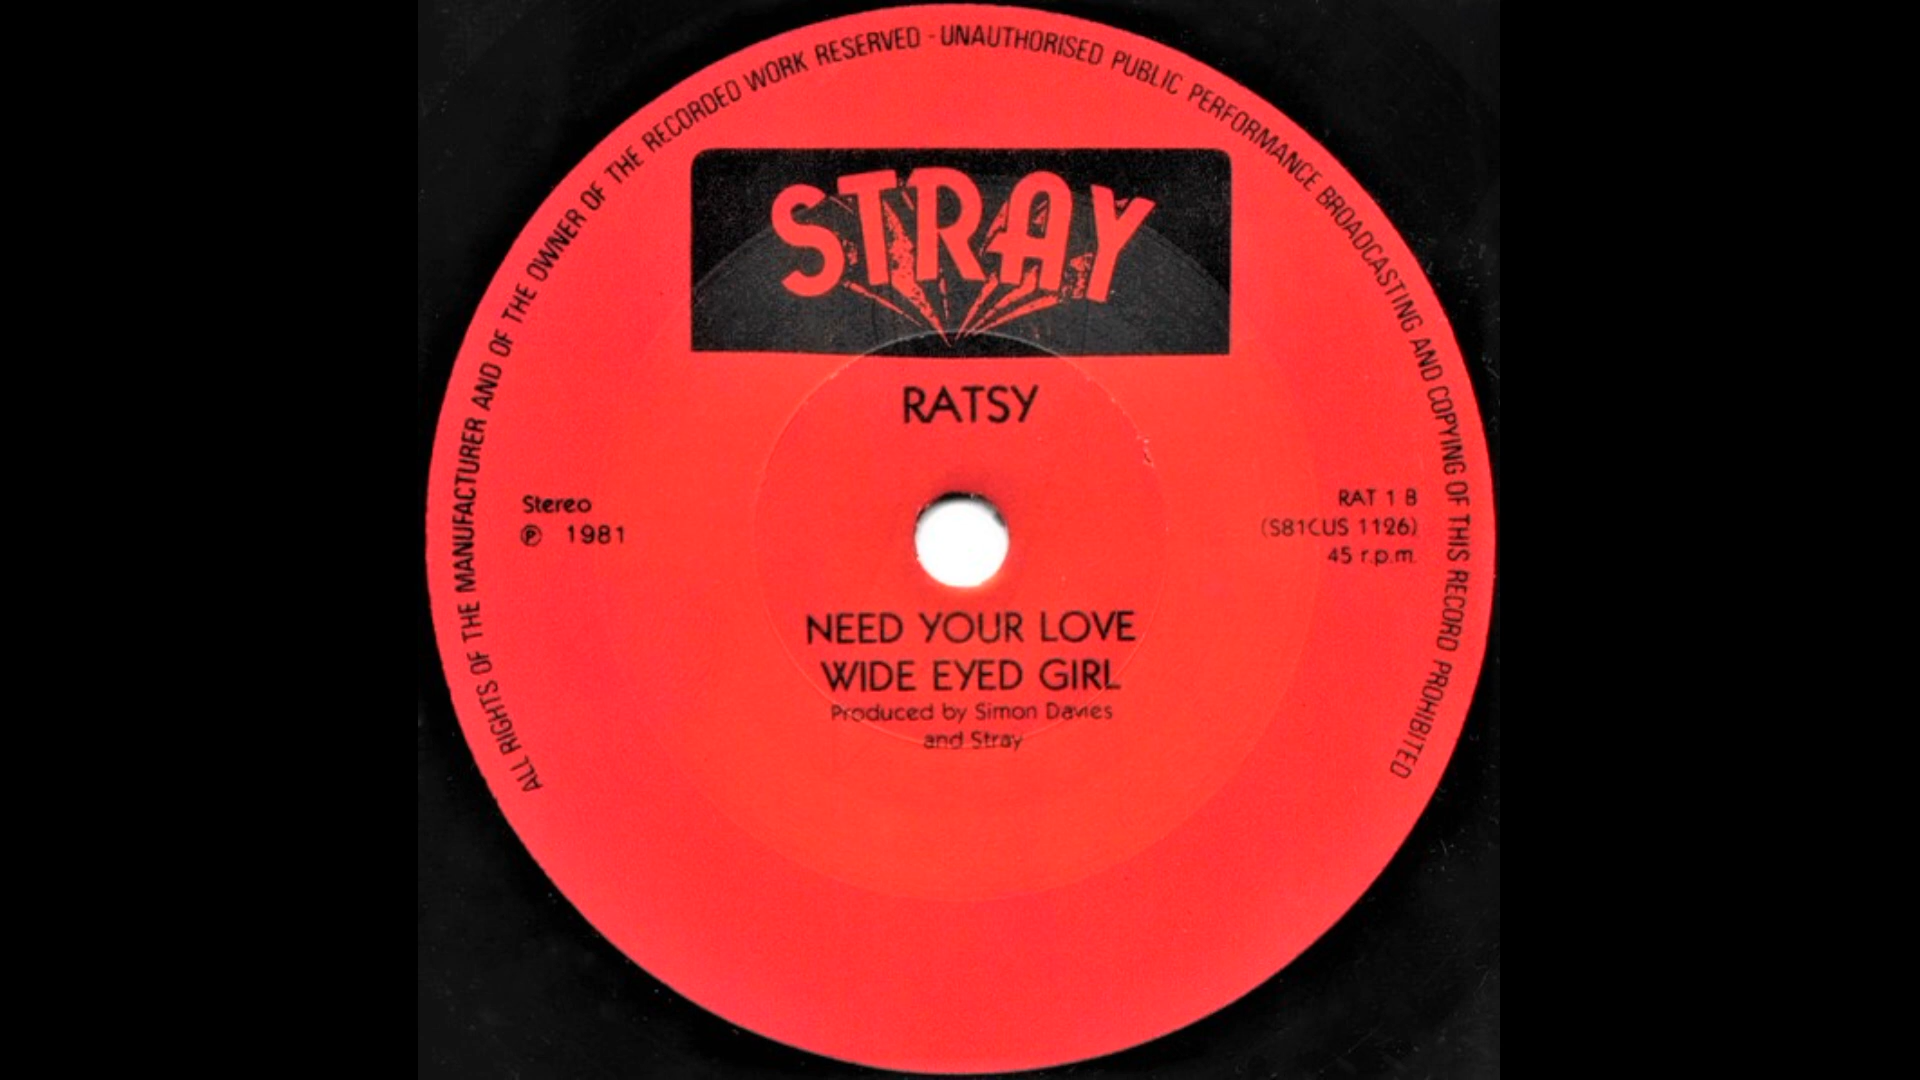 ALL RIGHTS OF THE MANUFACTURER AND OF THE OWNER OF THE RECORDED WORK RESERVED - UNAUTHORISED PUBLIC PERFORMANCE BROADCASTING AND COPYING OF THIS RECORD PROHIBITED
STRAY
RATSY
Stereo
℗ 1981
RAT 1 B
(S81CUS 1126)
45 r.p.m.
NEED YOUR LOVE
WIDE EYED GIRL
Produced by Simon Davies
and Stray